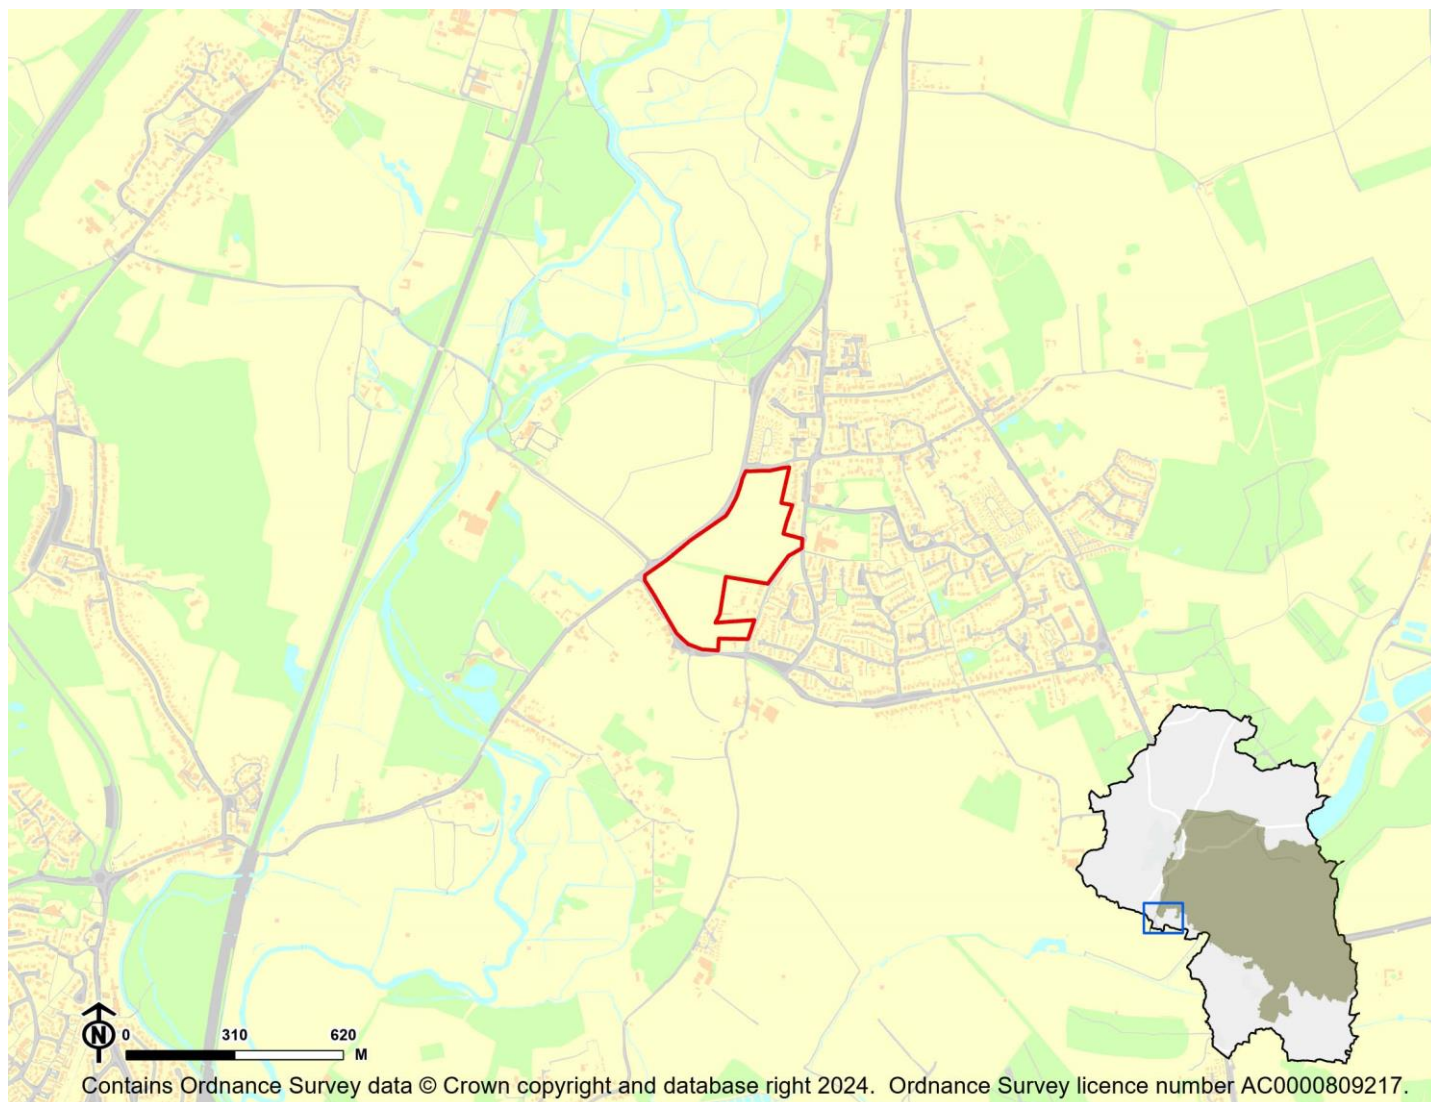 N
0 310 620
M
Contains Ordnance Survey data © Crown copyright and database right 2024. Ordnance Survey licence number AC0000809217.